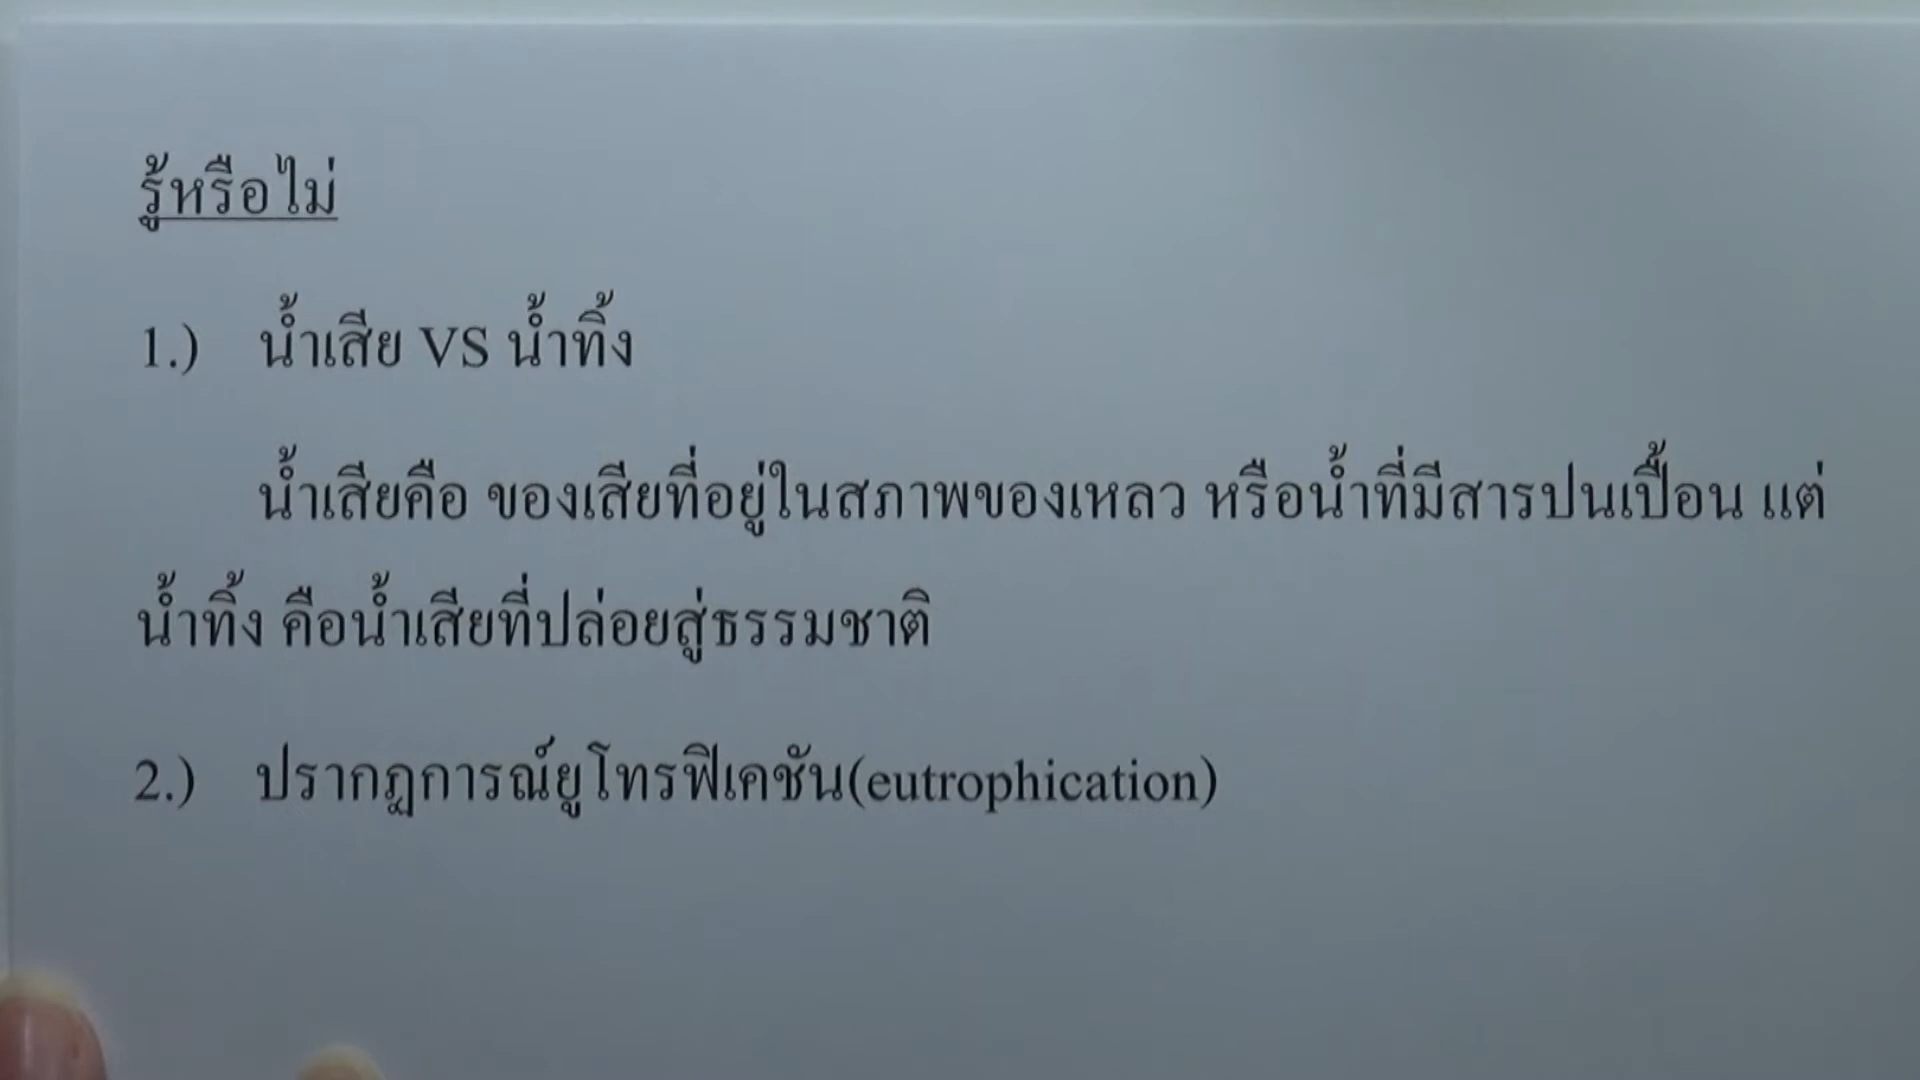 รู้หรือไม่
1.) น้ำเสีย VS น้ำทิ้ง
น้ำเสียคือ ของเสียที่อยู่ในสภาพของเหลว หรือน้ำที่มีสารปนเปื้อน แต่
น้ำทิ้ง คือน้ำเสียที่ปล่อยสู่ธรรมชาติ
2.) ปรากฏการณ์ยูโทรฟิเคชัน(eutrophication)